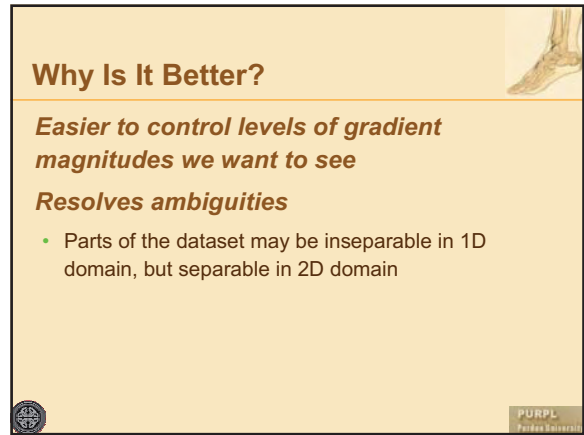 Why Is It Better?
Easier to control levels of gradient
magnitudes we want to see
Resolves ambiguities
• Parts of the dataset may be inseparable in 1D
domain, but separable in 2D domain
PURPL
Purdue University